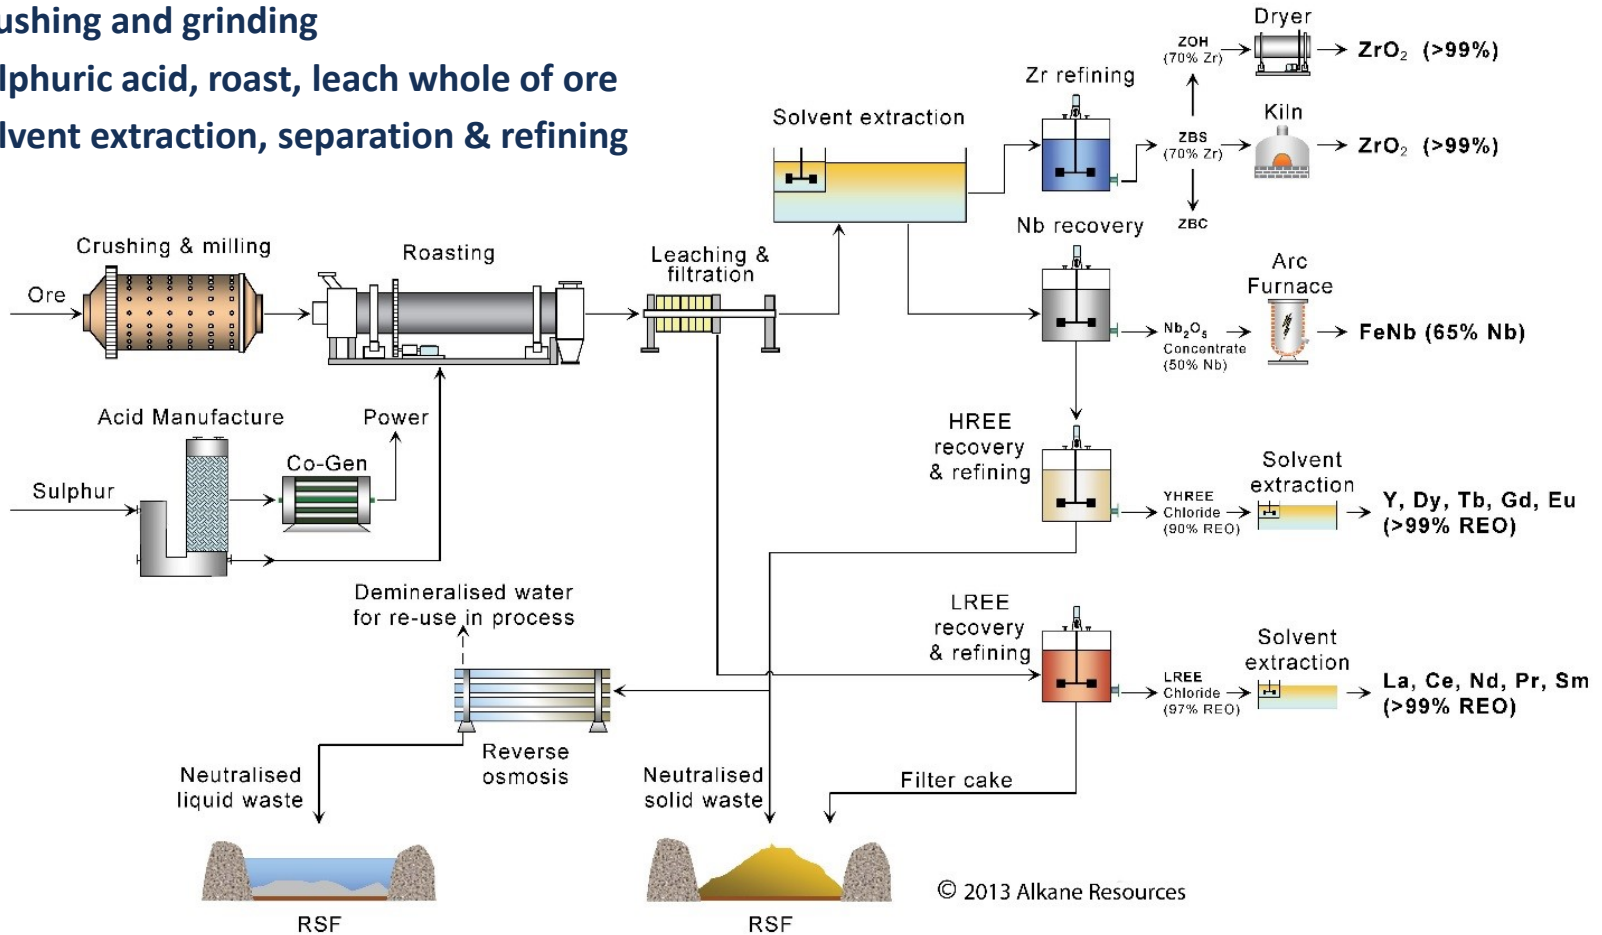 ushing and grinding
lphuric acid, roast, leach whole of ore
lvent extraction, separation & refining
Dryer
ZOH
(70% Zr)
ZrO₂ (>99%)
Zr refining
Solvent extraction
Kiln
ZBS
(70% Zr)
ZrO₂ (>99%)
ZBC
Nb recovery
Crushing & milling
Roasting
Leaching &
filtration
Arc
Furnace
Ore
Nb₂O₅
Concentrate
(50% Nb)
FeNb (65% Nb)
Acid Manufacture
Power
HREE
recovery
& refining
Co-Gen
Sulphur
Solvent
extraction
YHREE
Chloride
(90% REO)
Y, Dy, Tb, Gd, Eu
(>99% REO)
Demineralised water
for re-use in process
LREE
recovery
& refining
Solvent
extraction
LREE
Chloride
(97% REO)
La, Ce, Nd, Pr, Sm
(>99% REO)
Reverse
osmosis
Neutralised
liquid waste
Neutralised
solid waste
Filter cake
© 2013 Alkane Resources
RSF
RSF